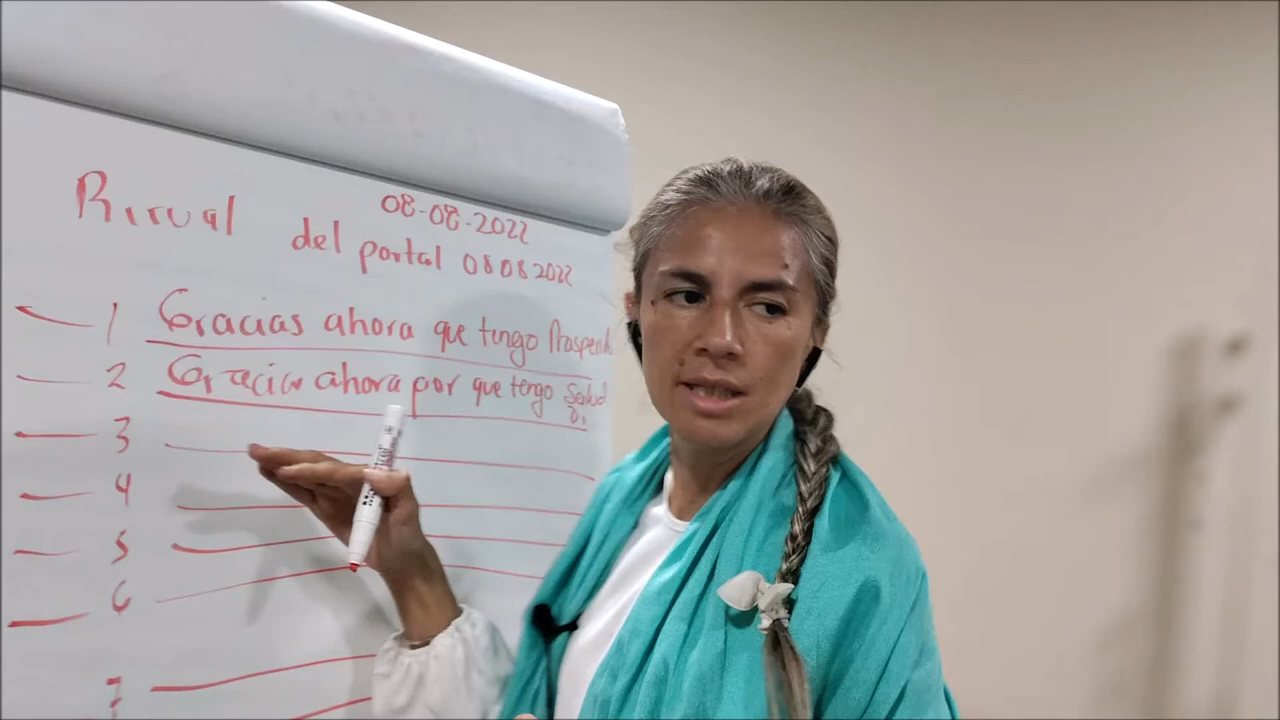 08-08-2022
Ritual del portal 08082022
1 Gracias ahora que tengo
2 Gracias ahora por que tengo Salud
3
4
5
6
7